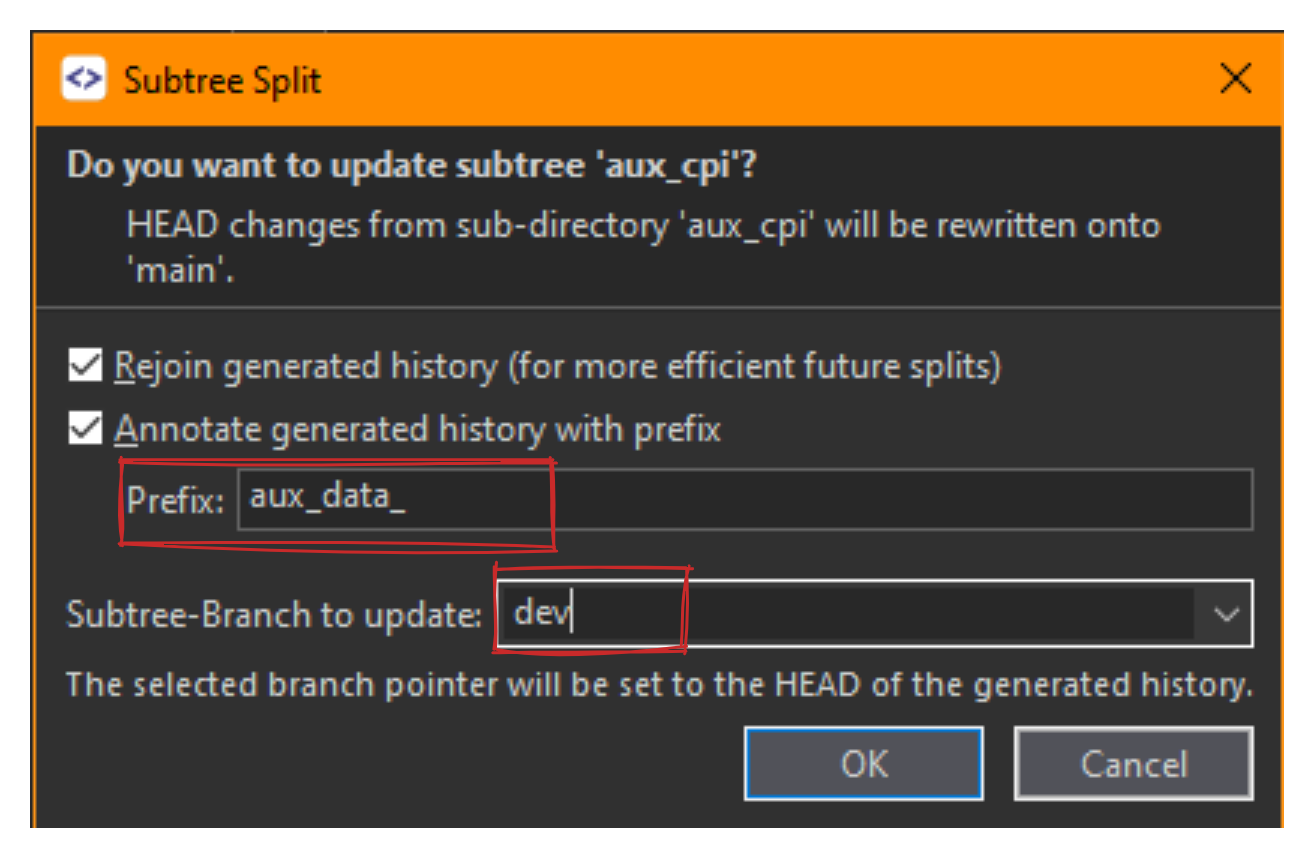 Subtree Split
Do you want to update subtree 'aux_cpi'?
HEAD changes from sub-directory 'aux_cpi' will be rewritten onto
'main'.
Rejoin generated history (for more efficient future splits)
Annotate generated history with prefix
Prefix: aux_data_
Subtree-Branch to update: dev
The selected branch pointer will be set to the HEAD of the generated history.
OK Cancel